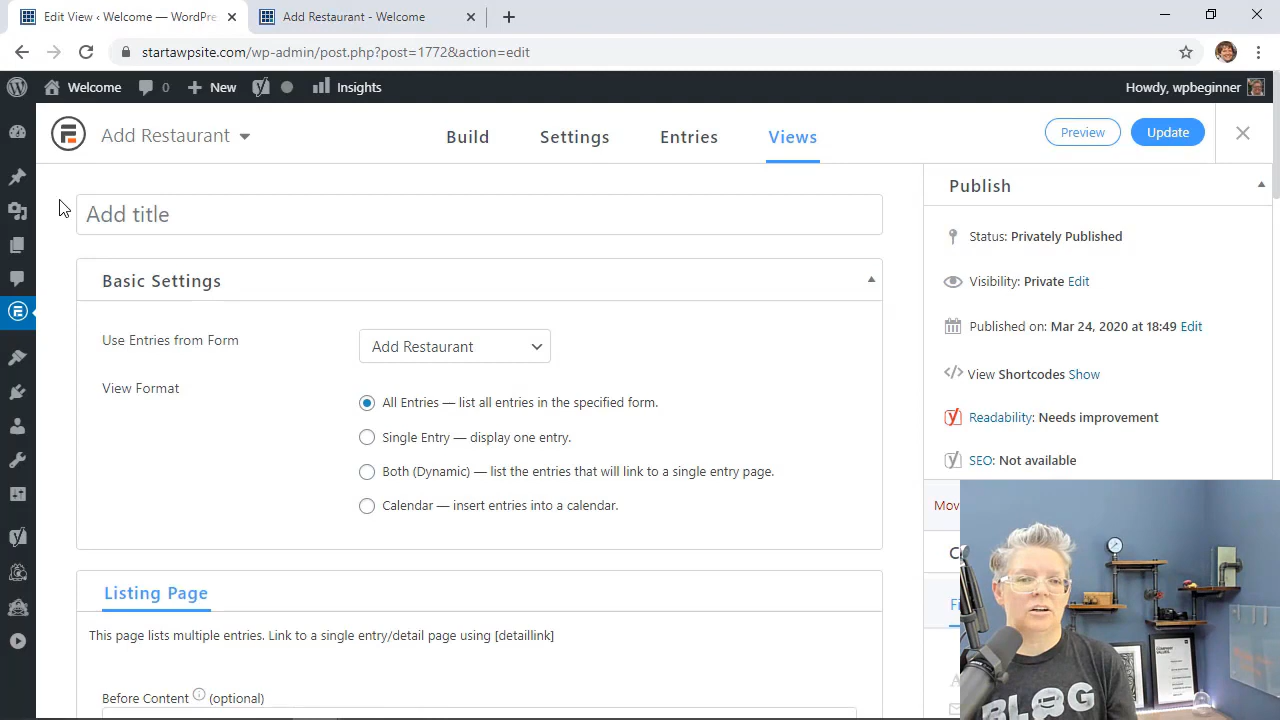 Edit View ‹ Welcome — WordPre
Add Restaurant - Welcome
startawpsite.com/wp-admin/post.php?post=1772&action=edit
Welcome 0 New Insights Howdy, wpbeginner
Add Restaurant Build Settings Entries Views Preview Update
Add title
Basic Settings
Use Entries from Form Add Restaurant
View Format
All Entries — list all entries in the specified form.
Single Entry — display one entry.
Both (Dynamic) — list the entries that will link to a single entry page.
Calendar — insert entries into a calendar.
Listing Page
This page lists multiple entries. Link to a single entry/detail page using [detaillink]
Before Content (optional)
Publish
Status: Privately Published
Visibility: Private Edit
Published on: Mar 24, 2020 at 18:49 Edit
View Shortcodes Show
Readability: Needs improvement
SEO: Not available
Mov
Fi
BLOG